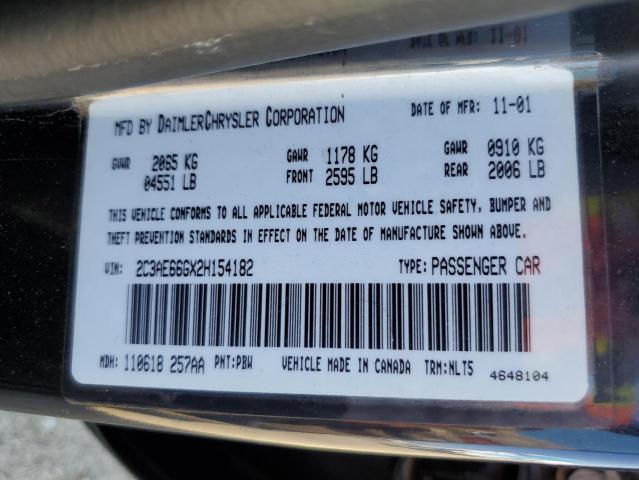 MFD BY DAIMLERCHRYSLER CORPORATION DATE OF MFR: 11-01
GVWR 2065 KG GAWR 1178 KG GAWR 0910 KG
04551 LB FRONT 2595 LB REAR 2006 LB
THIS VEHICLE CONFORMS TO ALL APPLICABLE FEDERAL MOTOR VEHICLE SAFETY, BUMPER AND
THEFT PREVENTION STANDARDS IN EFFECT ON THE DATE OF MANUFACTURE SHOWN ABOVE.
VIN: 2C3AE66GX2H154182 TYPE: PASSENGER CAR
MDH: 110618 257AA PNT:PBW VEHICLE MADE IN CANADA TRM:NLT5
4648104